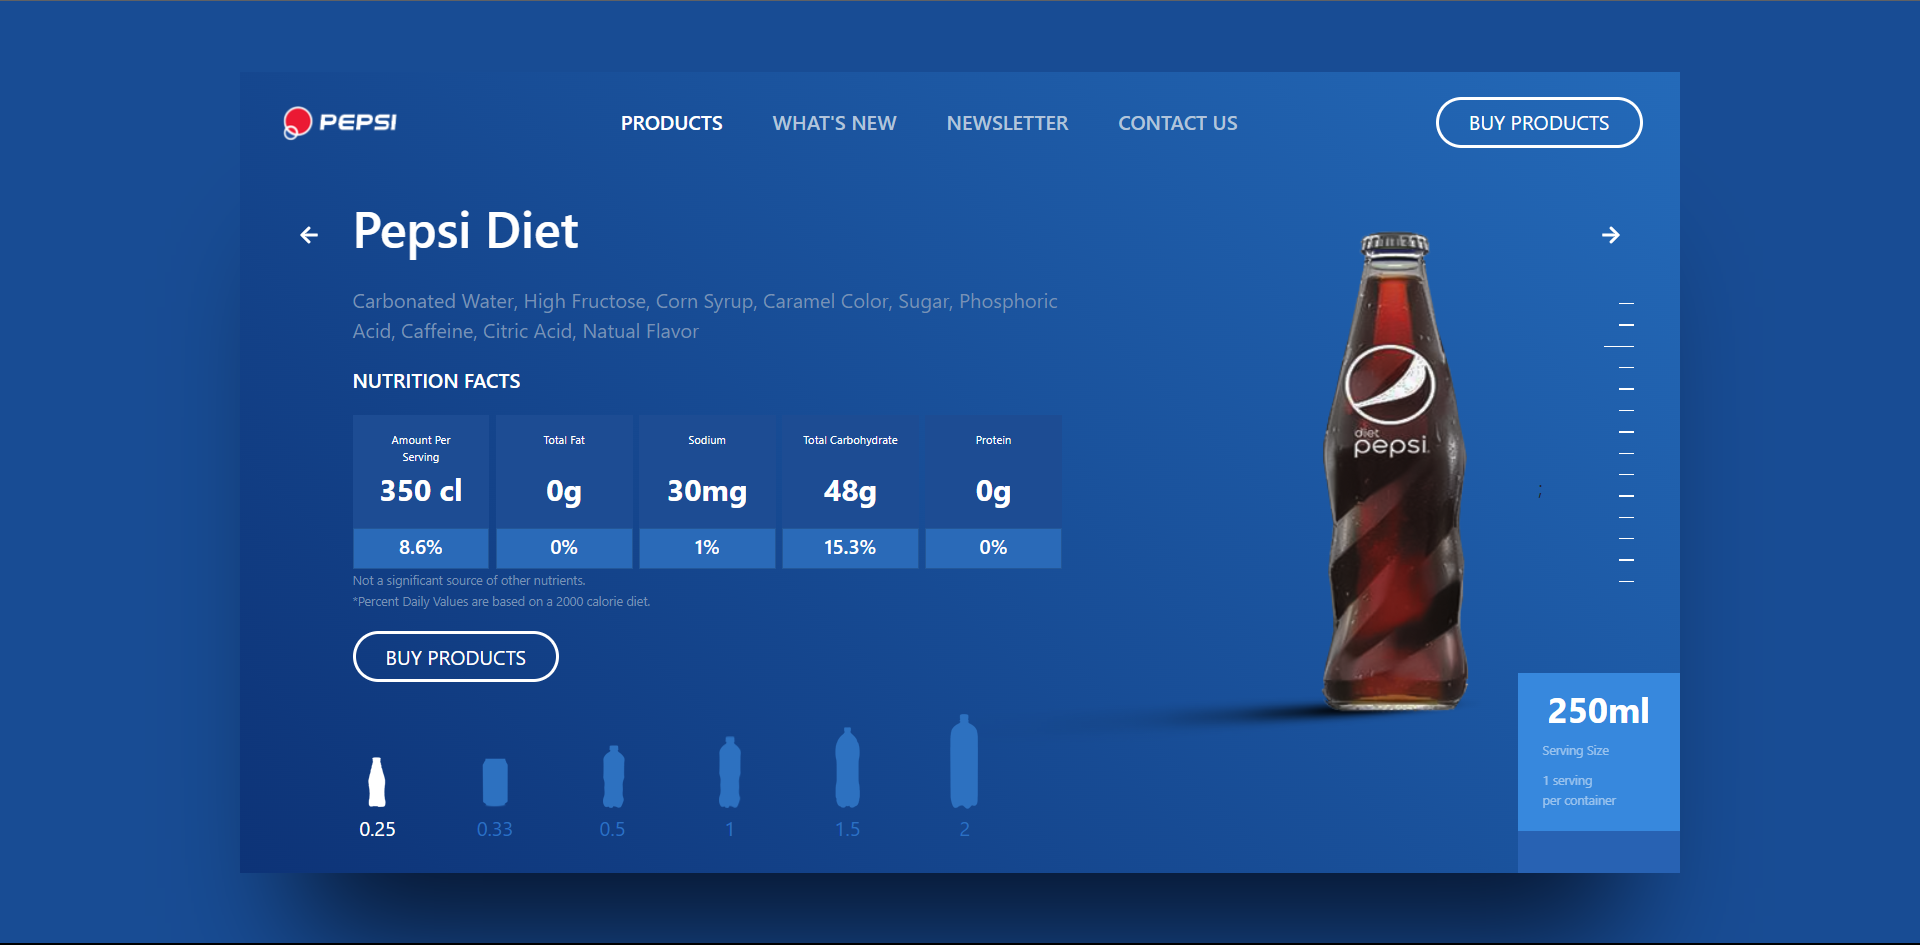 PEPSI
PRODUCTS
WHAT'S NEW
NEWSLETTER
CONTACT US
BUY PRODUCTS
Pepsi Diet
Carbonated Water, High Fructose, Corn Syrup, Caramel Color, Sugar, Phosphoric
Acid, Caffeine, Citric Acid, Natual Flavor
NUTRITION FACTS
Amount Per
Serving
350 cl
8.6%
Total Fat
0g
0%
Sodium
30mg
1%
Total Carbohydrate
48g
15.3%
Protein
0g
0%
Not a significant source of other nutrients.
*Percent Daily Values are based on a 2000 calorie diet.
BUY PRODUCTS
0.25
0.33
0.5
1
1.5
2
diet
pepsi
;
250ml
Serving Size
1 serving
per container